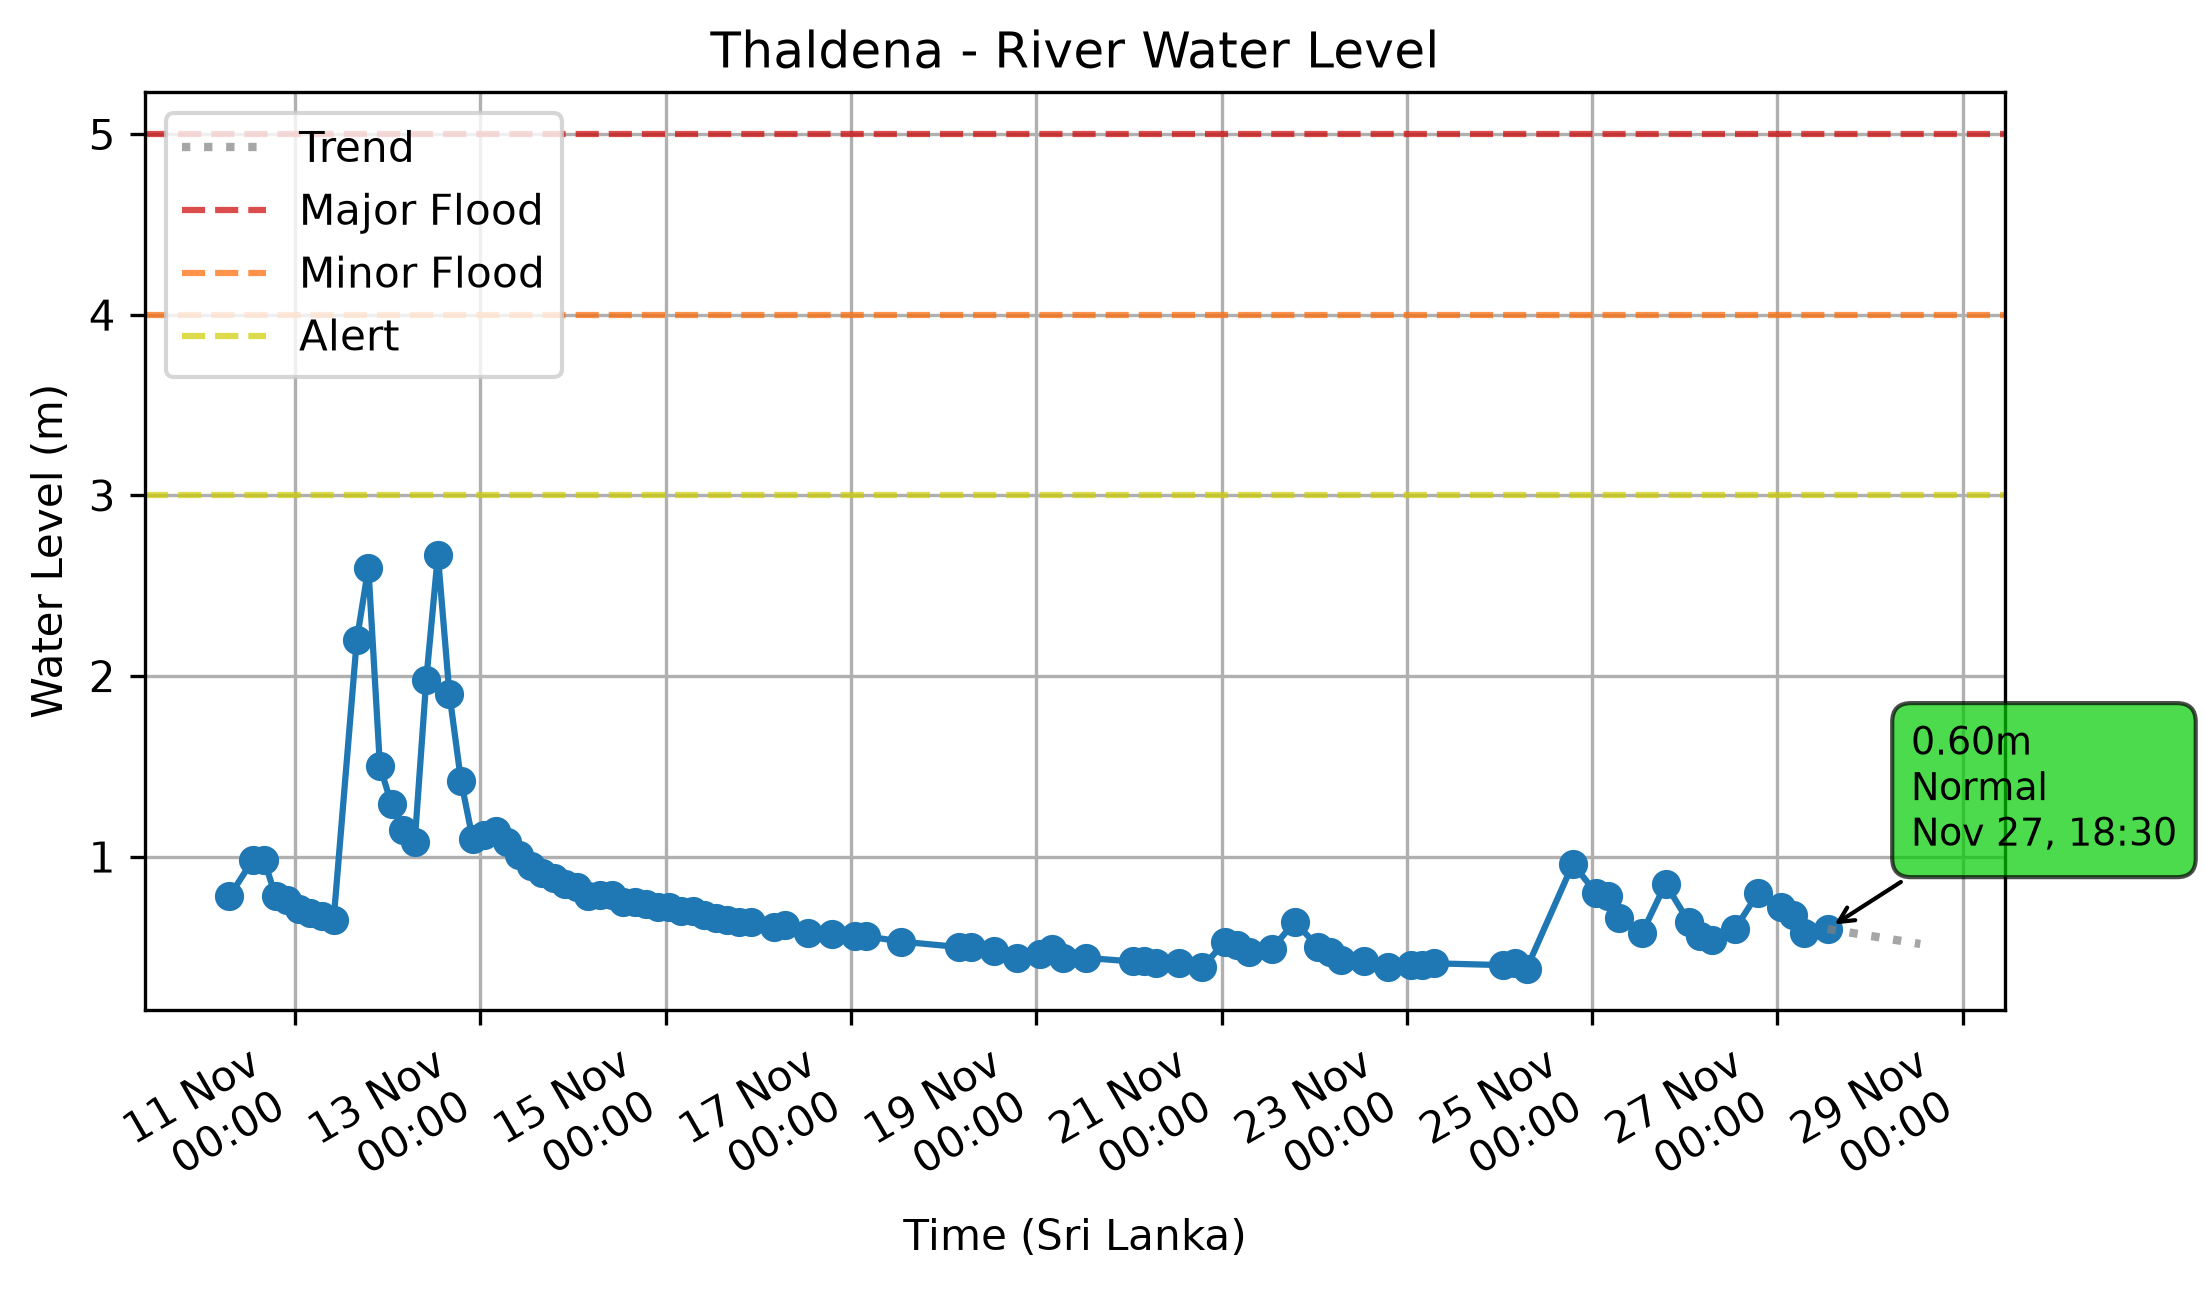 Thaldena - River Water Level
Water Level (m)
5
4
3
2
1
Trend
Major Flood
Minor Flood
Alert
0.60m
Normal
Nov 27, 18:30
11 Nov
00:00
13 Nov
00:00
15 Nov
00:00
17 Nov
00:00
19 Nov
00:00
21 Nov
00:00
23 Nov
00:00
25 Nov
00:00
27 Nov
00:00
29 Nov
00:00
Time (Sri Lanka)